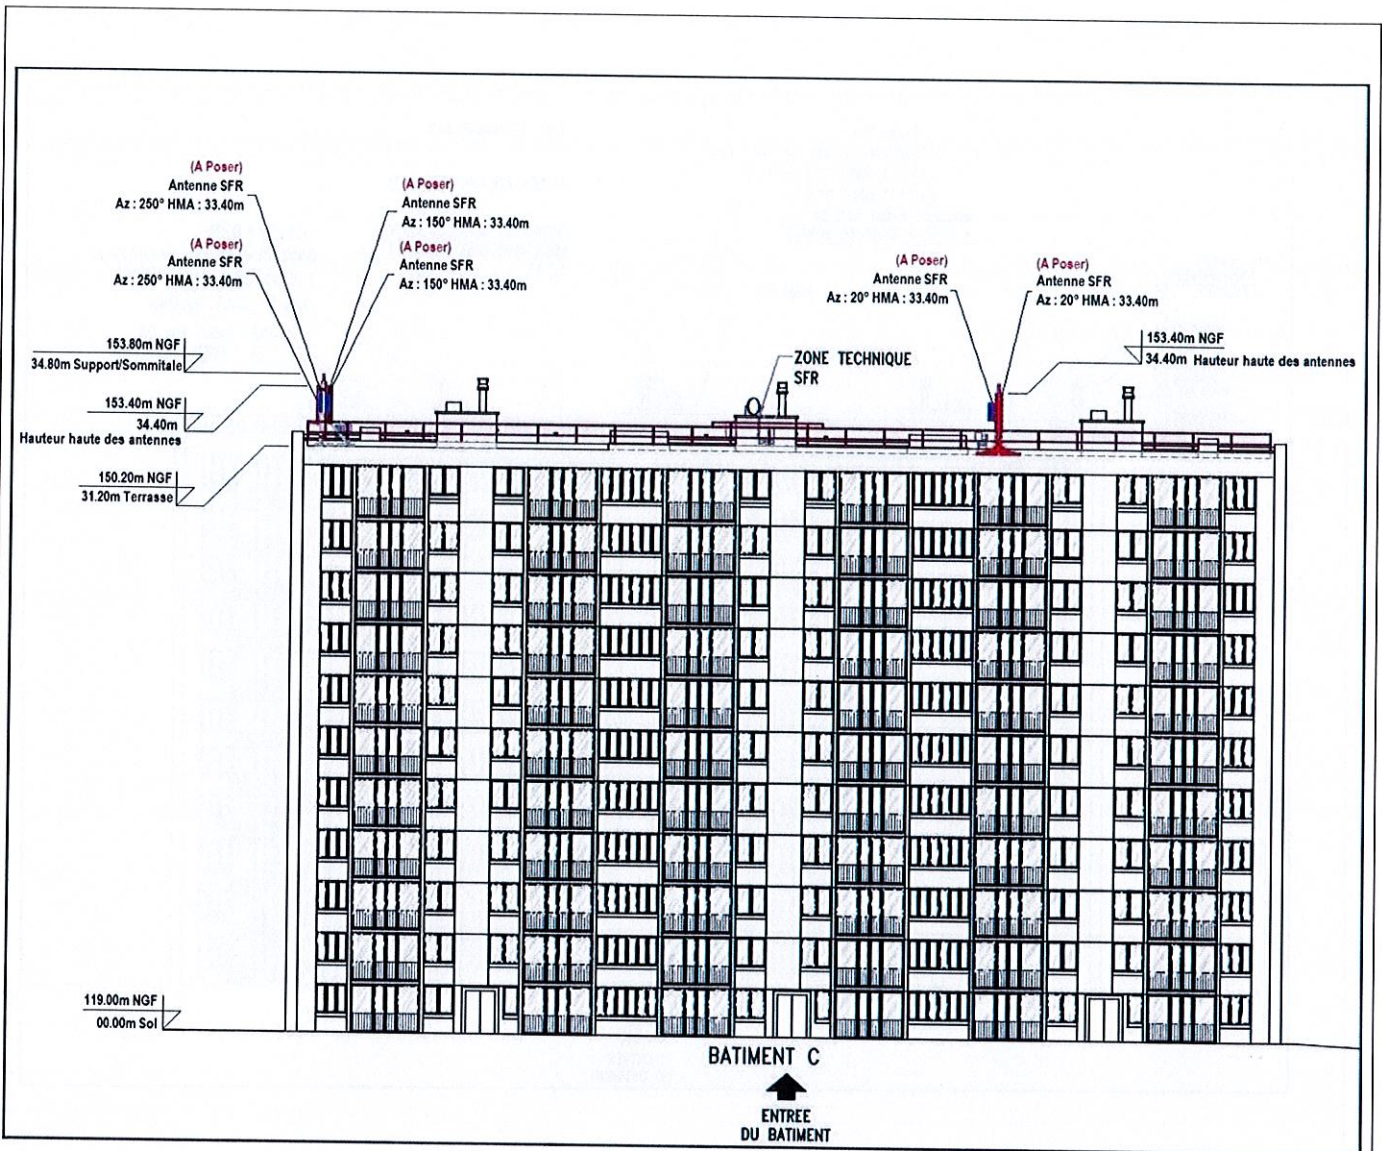 (A Poser)
Antenne SFR
Az : 250° HMA : 33.40m
(A Poser)
Antenne SFR
Az : 150° HMA : 33.40m
(A Poser)
Antenne SFR
Az : 250° HMA : 33.40m
(A Poser)
Antenne SFR
Az : 150° HMA : 33.40m
(A Poser)
Antenne SFR
Az : 20° HMA : 33.40m
(A Poser)
Antenne SFR
Az : 20° HMA : 33.40m
153.80m NGF
34.80m Support/Sommitale
153.40m NGF
34.40m
Hauteur haute des antennes
150.20m NGF
31.20m Terrasse
ZONE TECHNIQUE
SFR
153.40m NGF
34.40m Hauteur haute des antennes
119.00m NGF
00.00m Sol
BATIMENT C
ENTREE
DU BATIMENT